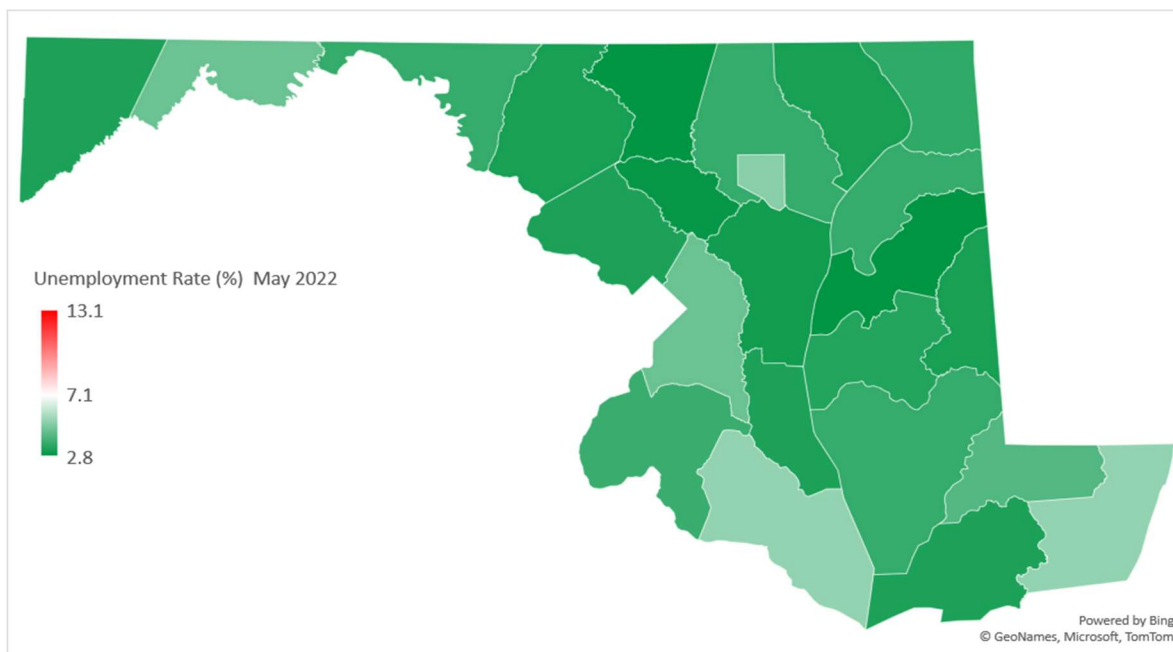 Unemployment Rate (%)  May 2022
13.1
7.1
2.8
Powered by Bing
© GeoNames, Microsoft, TomTom